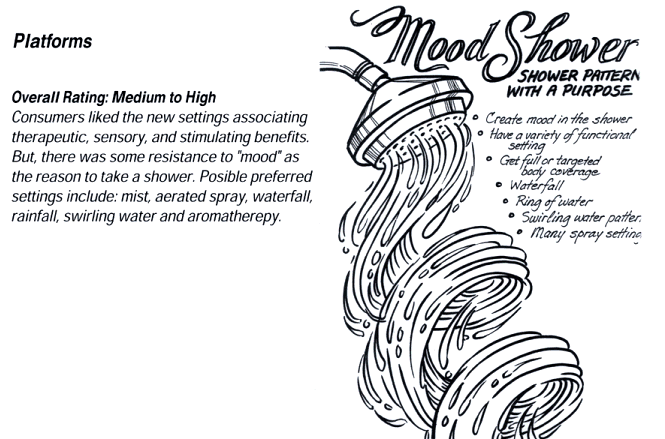 Platforms
Overall Rating: Medium to High
Consumers liked the new settings associating
therapeutic, sensory, and stimulating benefits.
But, there was some resistance to "mood" as
the reason to take a shower. Posible preferred
settings include: mist, aerated spray, waterfall,
rainfall, swirling water and aromatherepy.
Mood Shower
SHOWER PATTERN
WITH A PURPOSE
• Create mood in the shower
• Have a variety of functional
setting
• Get full or targeted
body coverage
• Waterfall
• Ring of water
• Swirling water patter
• Many spray setting